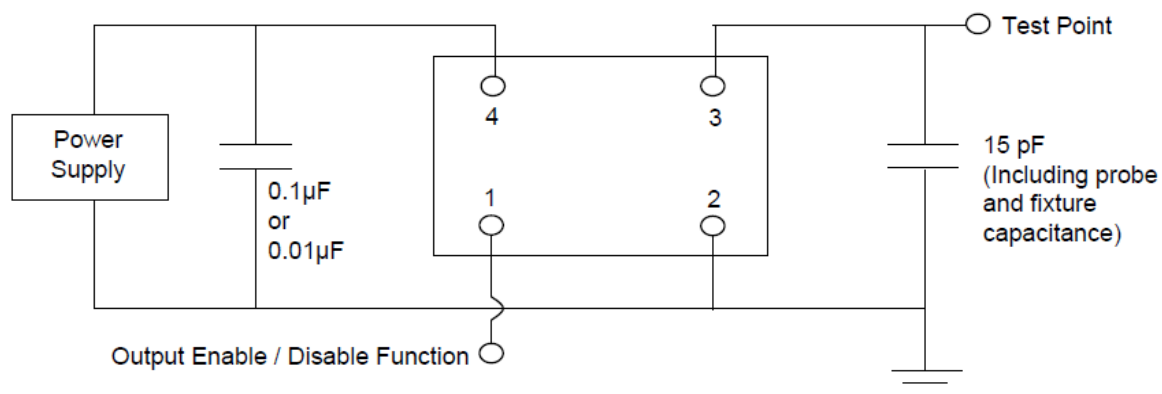 Test Point
4
3
Power
Supply
15 pF
(Including probe
and fixture
capacitance)
0.1µF
or
0.01µF
1
2
Output Enable / Disable Function